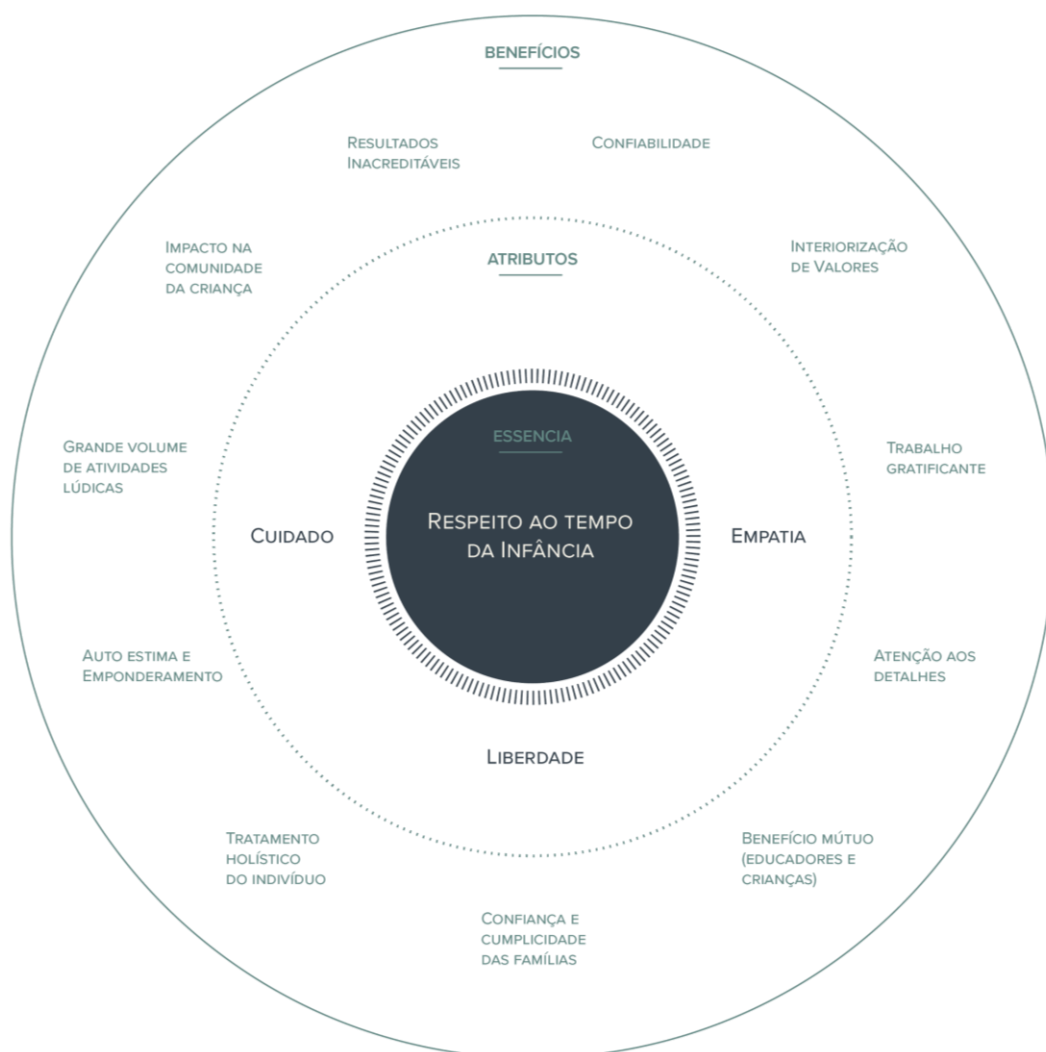 BENEFÍCIOS
RESULTADOS
INACREDITÁVEIS
CONFIABILIDADE
IMPACTO NA
COMUNIDADE
DA CRIANÇA
INTERIORIZAÇÃO
DE VALORES
ATRIBUTOS
GRANDE VOLUME
DE ATIVIDADES
LÚDICAS
ESSENCIA
TRABALHO
GRATIFICANTE
CUIDADO
RESPEITO AO TEMPO
DA INFÂNCIA
EMPATIA
AUTO ESTIMA E
EMPONDERAMENTO
ATENÇÃO AOS
DETALHES
LIBERDADE
TRATAMENTO
HOLÍSTICO
DO INDIVÍDUO
BENEFÍCIO MÚTUO
(EDUCADORES E
CRIANÇAS)
CONFIANÇA E
CUMPLICIDADE
DAS FAMÍLIAS